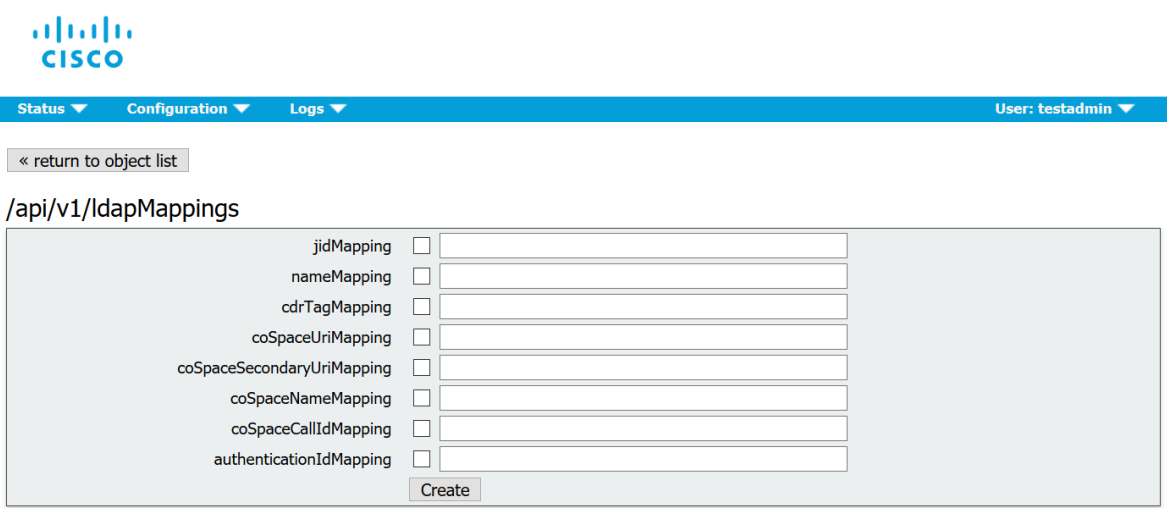 CISCO
Status Configuration Logs User: testadmin
« return to object list
/api/v1/ldapMappings
jidMapping
nameMapping
cdrTagMapping
coSpaceUriMapping
coSpaceSecondaryUriMapping
coSpaceNameMapping
coSpaceCallIdMapping
authenticationIdMapping
Create